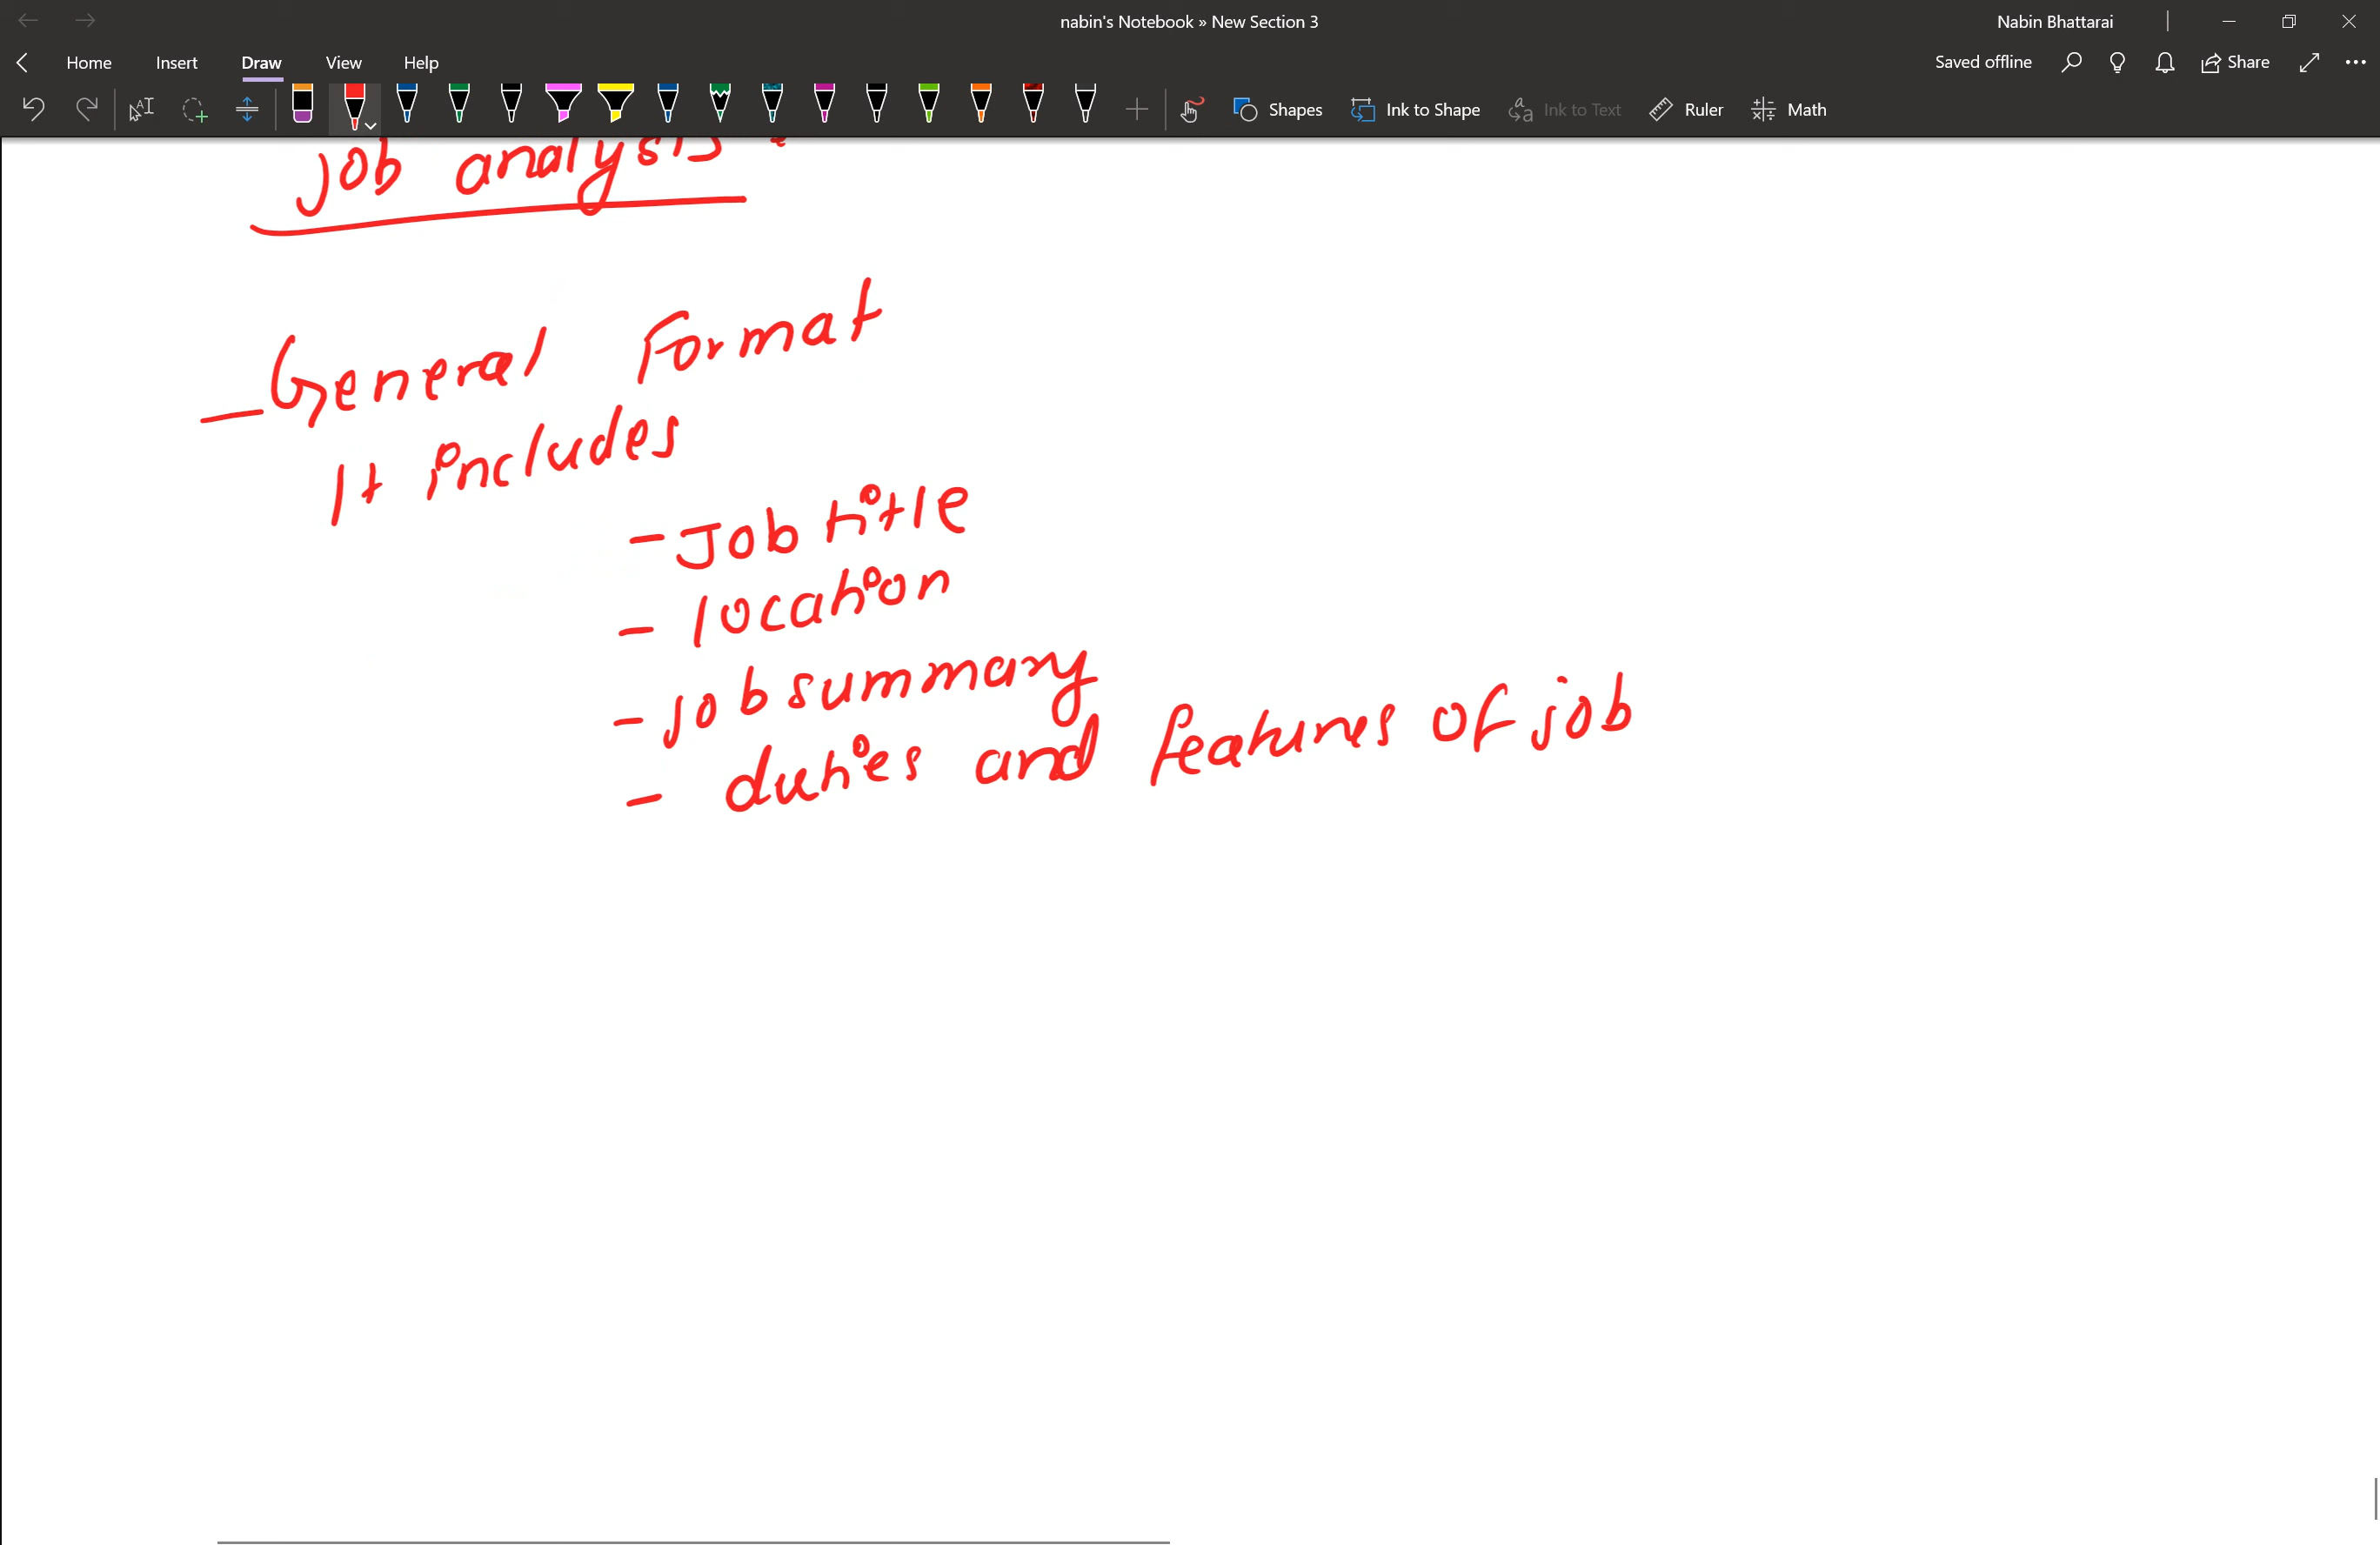 nabin's Notebook » New Section 3
Nabin Bhattarai
Home Insert Draw View Help
Saved offline
Share
Shapes
Ink to Shape
Ink to Text
Ruler
Math
Job analysis :
- General Format
It includes
- Job title
- location
- job summary
- duties and features of job